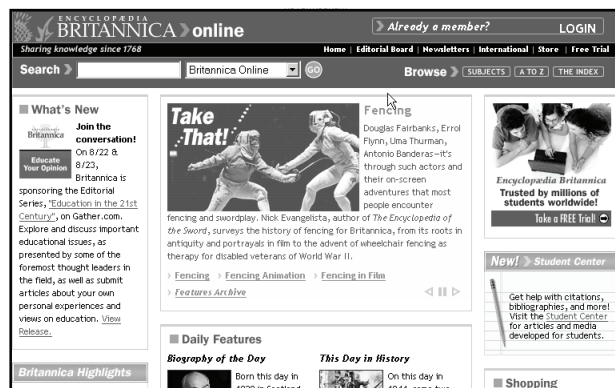 ENCYCLOPÆDIA
BRITANNICA online
Already a member?
LOGIN
Sharing knowledge since 1768
Home | Editorial Board | Newsletters | International | Store | Free Trial
Search
Britannica Online
GO
Browse
SUBJECTS
A TO Z
THE INDEX
What's New
Britannica
Educate
Your Opinion
Join the
conversation!
On 8/22 &
8/23,
Britannica is
sponsoring the Editorial
Series, "Education in the 21st
Century", on Gather.com.
Explore and discuss important
educational issues, as
presented by some of the
foremost thought leaders in
the field, as well as submit
articles about your own
personal experiences and
views on education. View
Release.
Britannica Highlights
Take
That!
Fencing
Douglas Fairbanks, Errol
Flynn, Uma Thurman,
Antonio Banderas—it's
through such actors and
their on-screen
adventures that most
people encounter
fencing and swordplay. Nick Evangelista, author of The Encyclopedia of
the Sword, surveys the history of fencing for Britannica, from its roots in
antiquity and portrayals in film to the advent of wheelchair fencing as
therapy for disabled veterans of World War II.
Fencing
Fencing Animation
Fencing in Film
Features Archive
Daily Features
Biography of the Day
Born this day in
This Day in History
On this day in
Encyclopædia Britannica
Trusted by millions of
students worldwide!
Take a FREE Trial!
New! Student Center
Get help with citations,
bibliographies, and more!
Visit the Student Center
for articles and media
developed for students.
Shopping